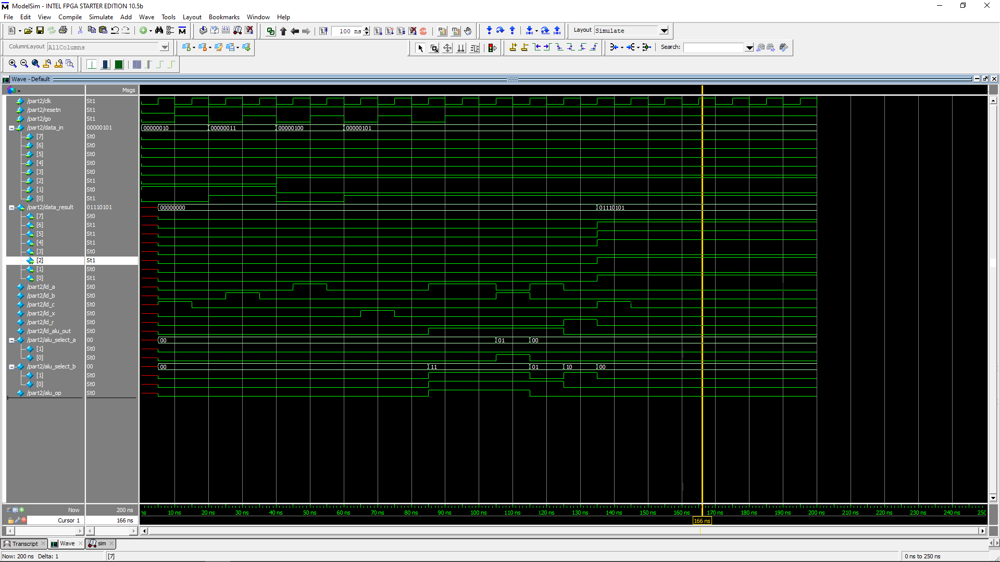 ModelSim - INTEL FPGA STARTER EDITION 10.5b
File Edit View Compile Simulate Add Wave Tools Layout Bookmarks Window Help
100 ns
Layout Simulate
ColumnLayout AllColumns
Search:
Wave - Default
Msgs
/part2/clk St1
/part2/resetn St1
/part2/go St1
/part2/data_in 00000101 00000010 00000011 00000100 00000101
[7] St0
[6] St0
[5] St0
[4] St0
[3] St0
[2] St1
[1] St0
[0] St1
/part2/data_result 01110101 00000000 01110101
[7] St0
[6] St1
[5] St1
[4] St1
[3] St0
[2] St1
[1] St0
[0] St1
/part2/ld_a St0
/part2/ld_b St0
/part2/ld_c St0
/part2/ld_x St0
/part2/ld_r St0
/part2/ld_alu_out St0
/part2/alu_select_a 00 00 01 00
[1] St0
[0] St0
/part2/alu_select_b 00 00 11 01 10 00
[1] St0
[0] St0
/part2/alu_op St0
Now 200 ns ns 10 ns 20 ns 30 ns 40 ns 50 ns 60 ns 70 ns 80 ns 90 ns 100 ns 110 ns 120 ns 130 ns 140 ns 150 ns 160 ns 170 ns 180 ns 190 ns 200 ns 210 ns 220 ns 230 ns 240 ns 250
Cursor 1 166 ns 166 ns
Transcript Wave sim
Now: 200 ns Delta: 1 [7] 0 ns to 250 ns